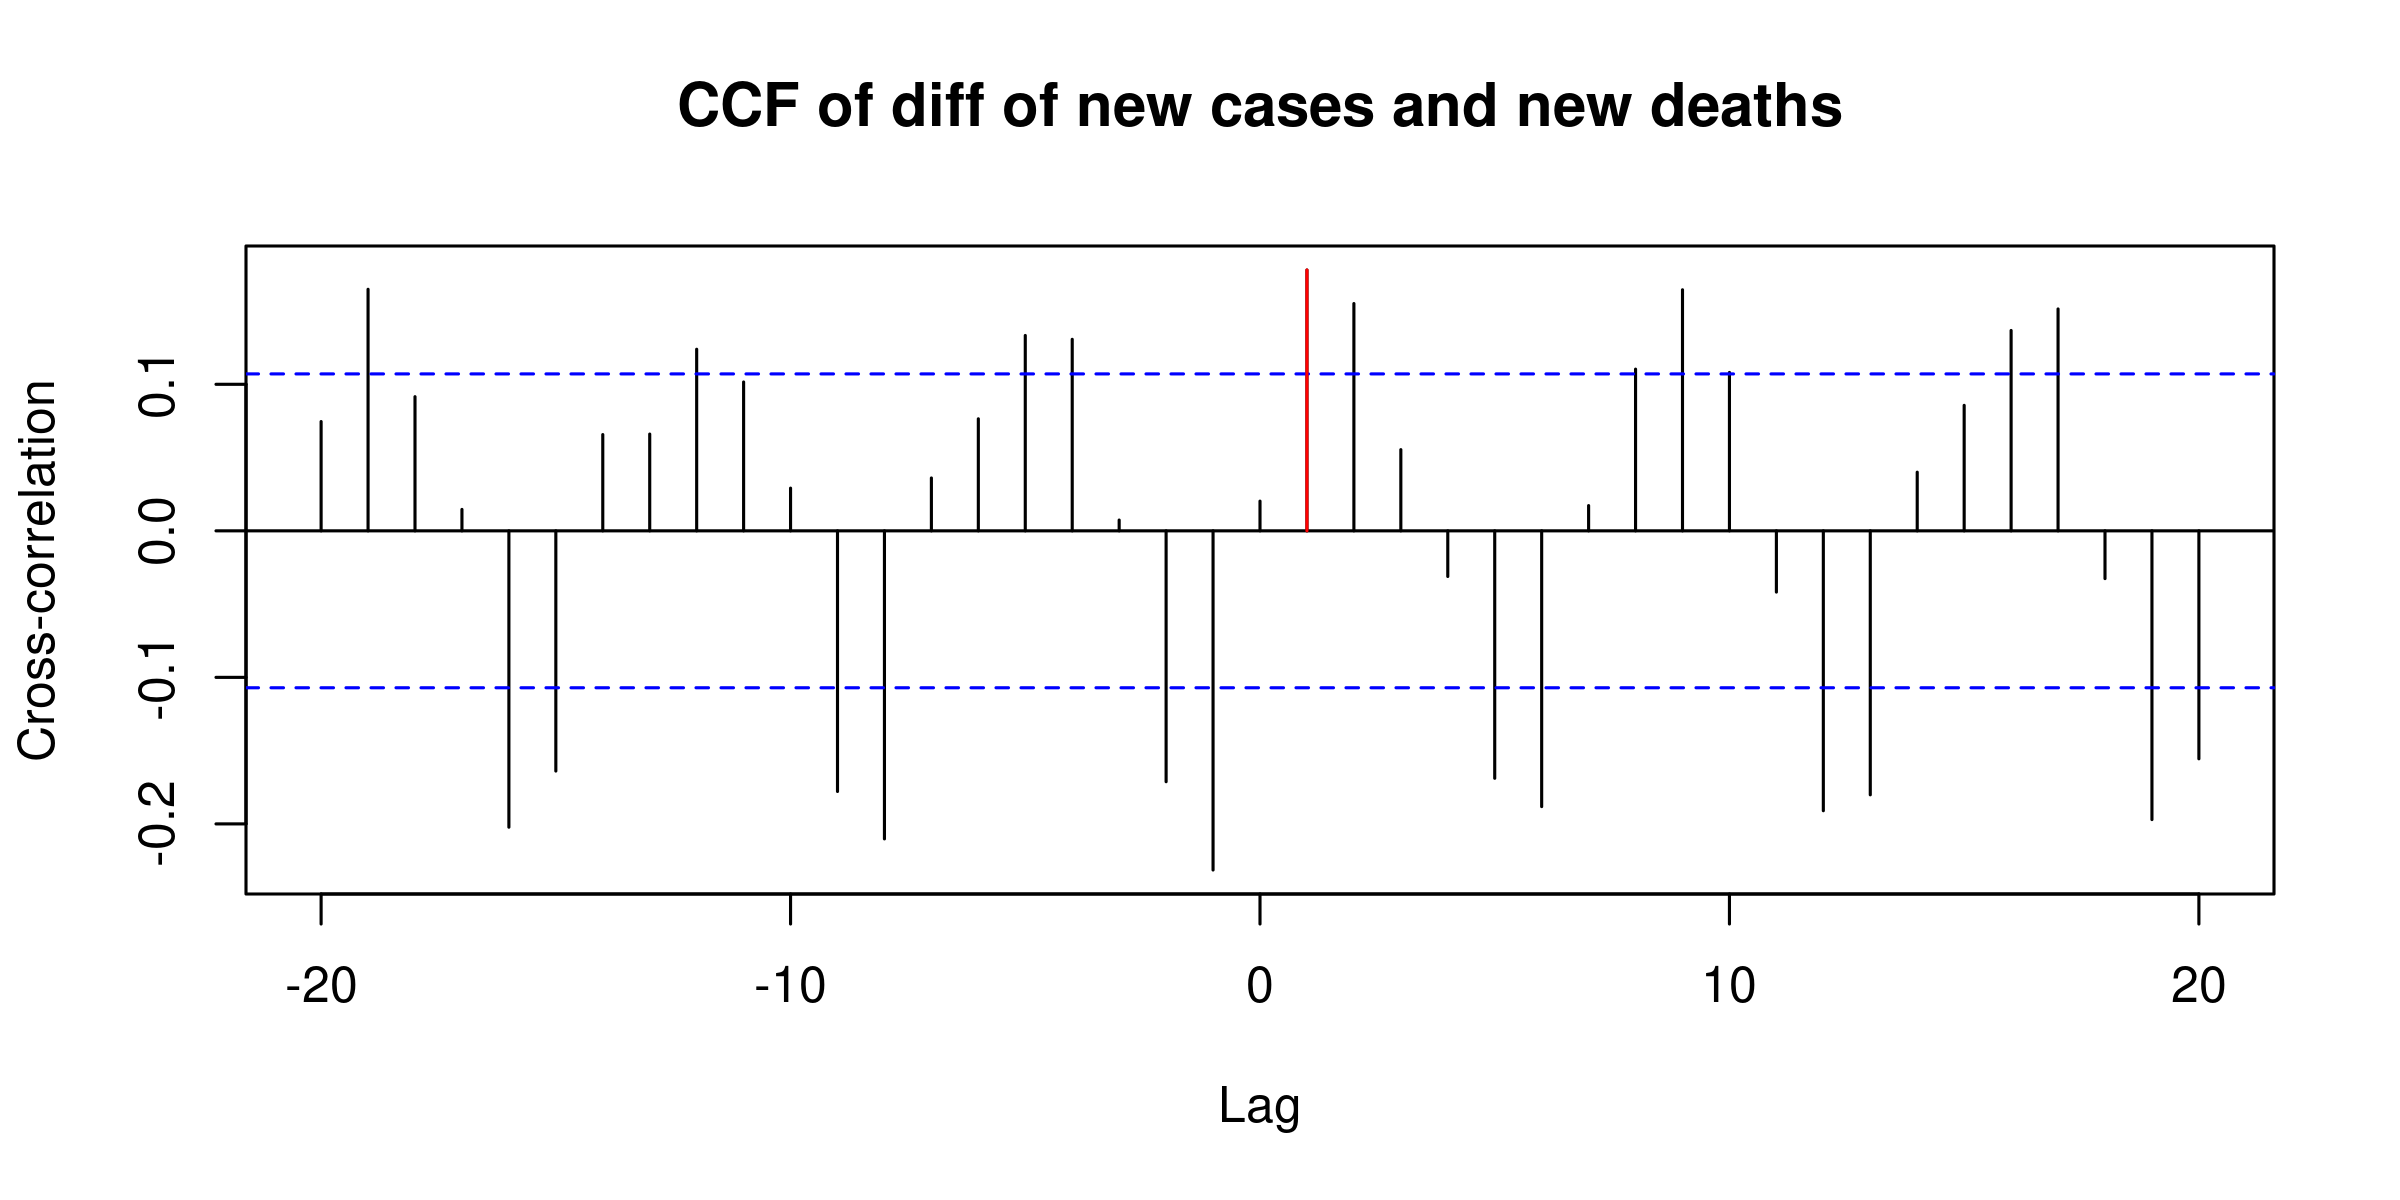 CCF of diff of new cases and new deaths
Cross-correlation
0.1
0.0
-0.1
-0.2
-20 -10 0 10 20
Lag